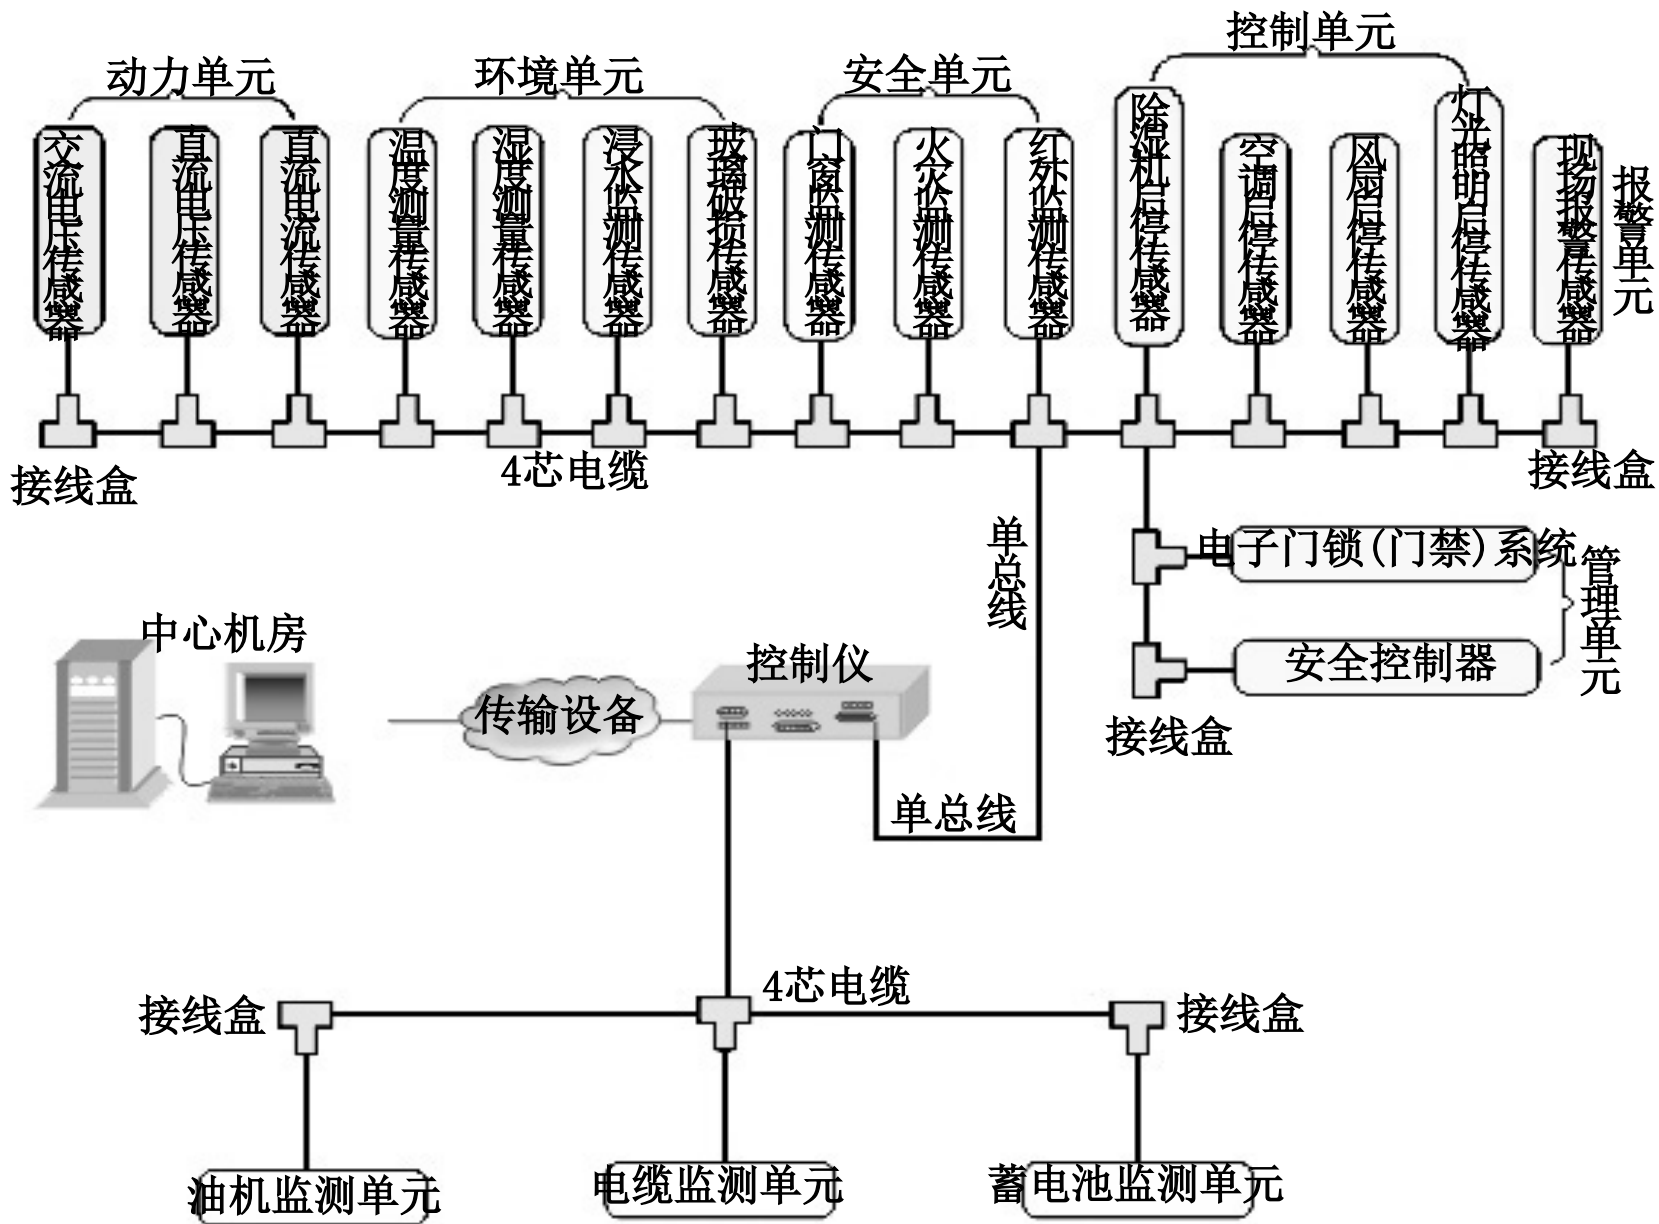 控制单元
动力单元
环境单元
安全单元
交流电压传感器
直流电压传感器
直流电流传感器
温度测量传感器
湿度测量传感器
浸水监测传感器
玻璃破损传感器
门窗监测传感器
火灾监测传感器
红外监测传感器
除湿机启停传感器
空调启停传感器
风扇启停传感器
灯光照明启停传感器
现场报警传感器
报警单元
接线盒
4芯电缆
接线盒
单总线
电子门锁(门禁)系统
管理单元
安全控制器
接线盒
中心机房
传输设备
控制仪
单总线
接线盒
4芯电缆
接线盒
油机监测单元
电缆监测单元
蓄电池监测单元